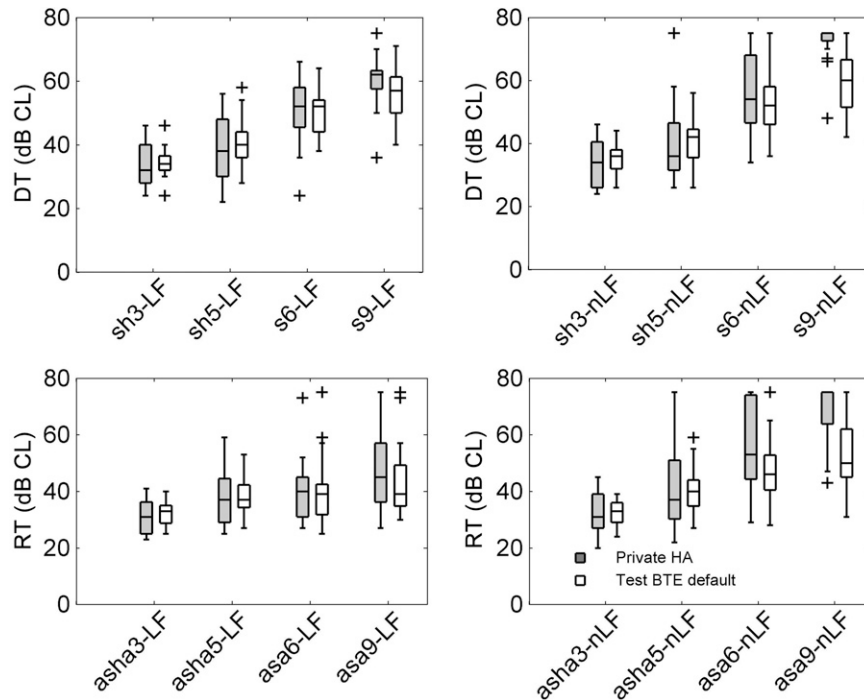 80
60
40
20
0
DT (dB CL)
sh3-LF
sh5-LF
s6-LF
s9-LF
80
60
40
20
0
DT (dB CL)
sh3-nLF
sh5-nLF
s6-nLF
s9-nLF
80
60
40
20
0
RT (dB CL)
asha3-LF
asha5-LF
asa6-LF
asa9-LF
80
60
40
20
0
RT (dB CL)
Private HA
Test BTE default
asha3-nLF
asha5-nLF
asa6-nLF
asa9-nLF